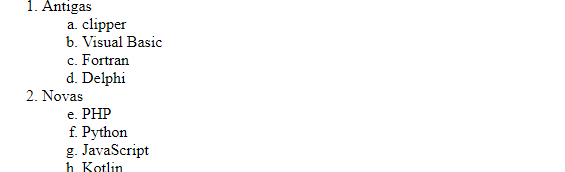 1. Antigas
a. clipper
b. Visual Basic
c. Fortran
d. Delphi
2. Novas
e. PHP
f. Python
g. JavaScript
h. Kotlin